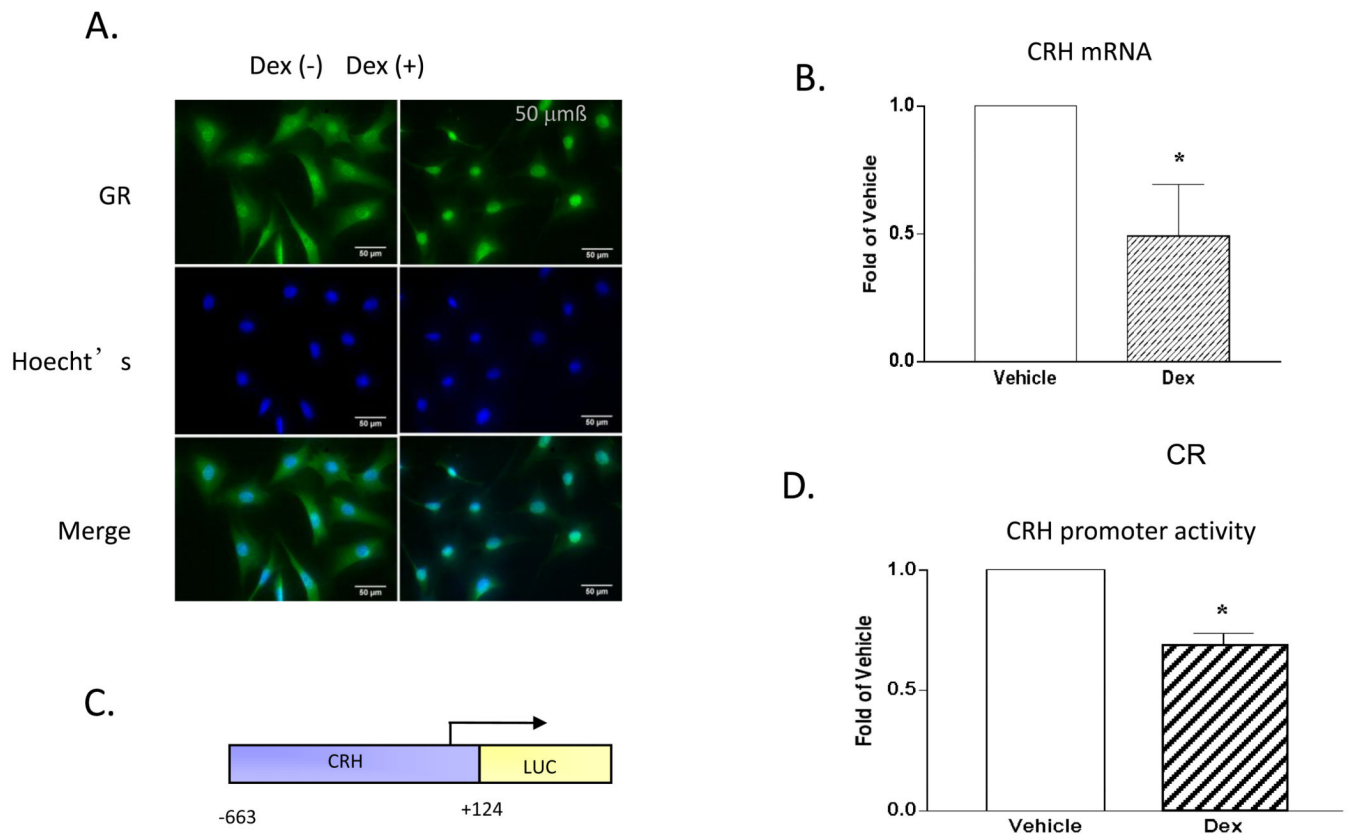 A.
Dex (-) Dex (+)
50 μmß
GR
50 µm
50 µm
Hoecht's
50 µm
50 µm
Merge
50 µm
50 µm
B.
CRH mRNA
Fold of Vehicle
1.0
0.5
0.0
*
Vehicle
Dex
C.
CRH
LUC
-663
+124
CR
D.
CRH promoter activity
Fold of Vehicle
1.0
0.5
0.0
*
Vehicle
Dex